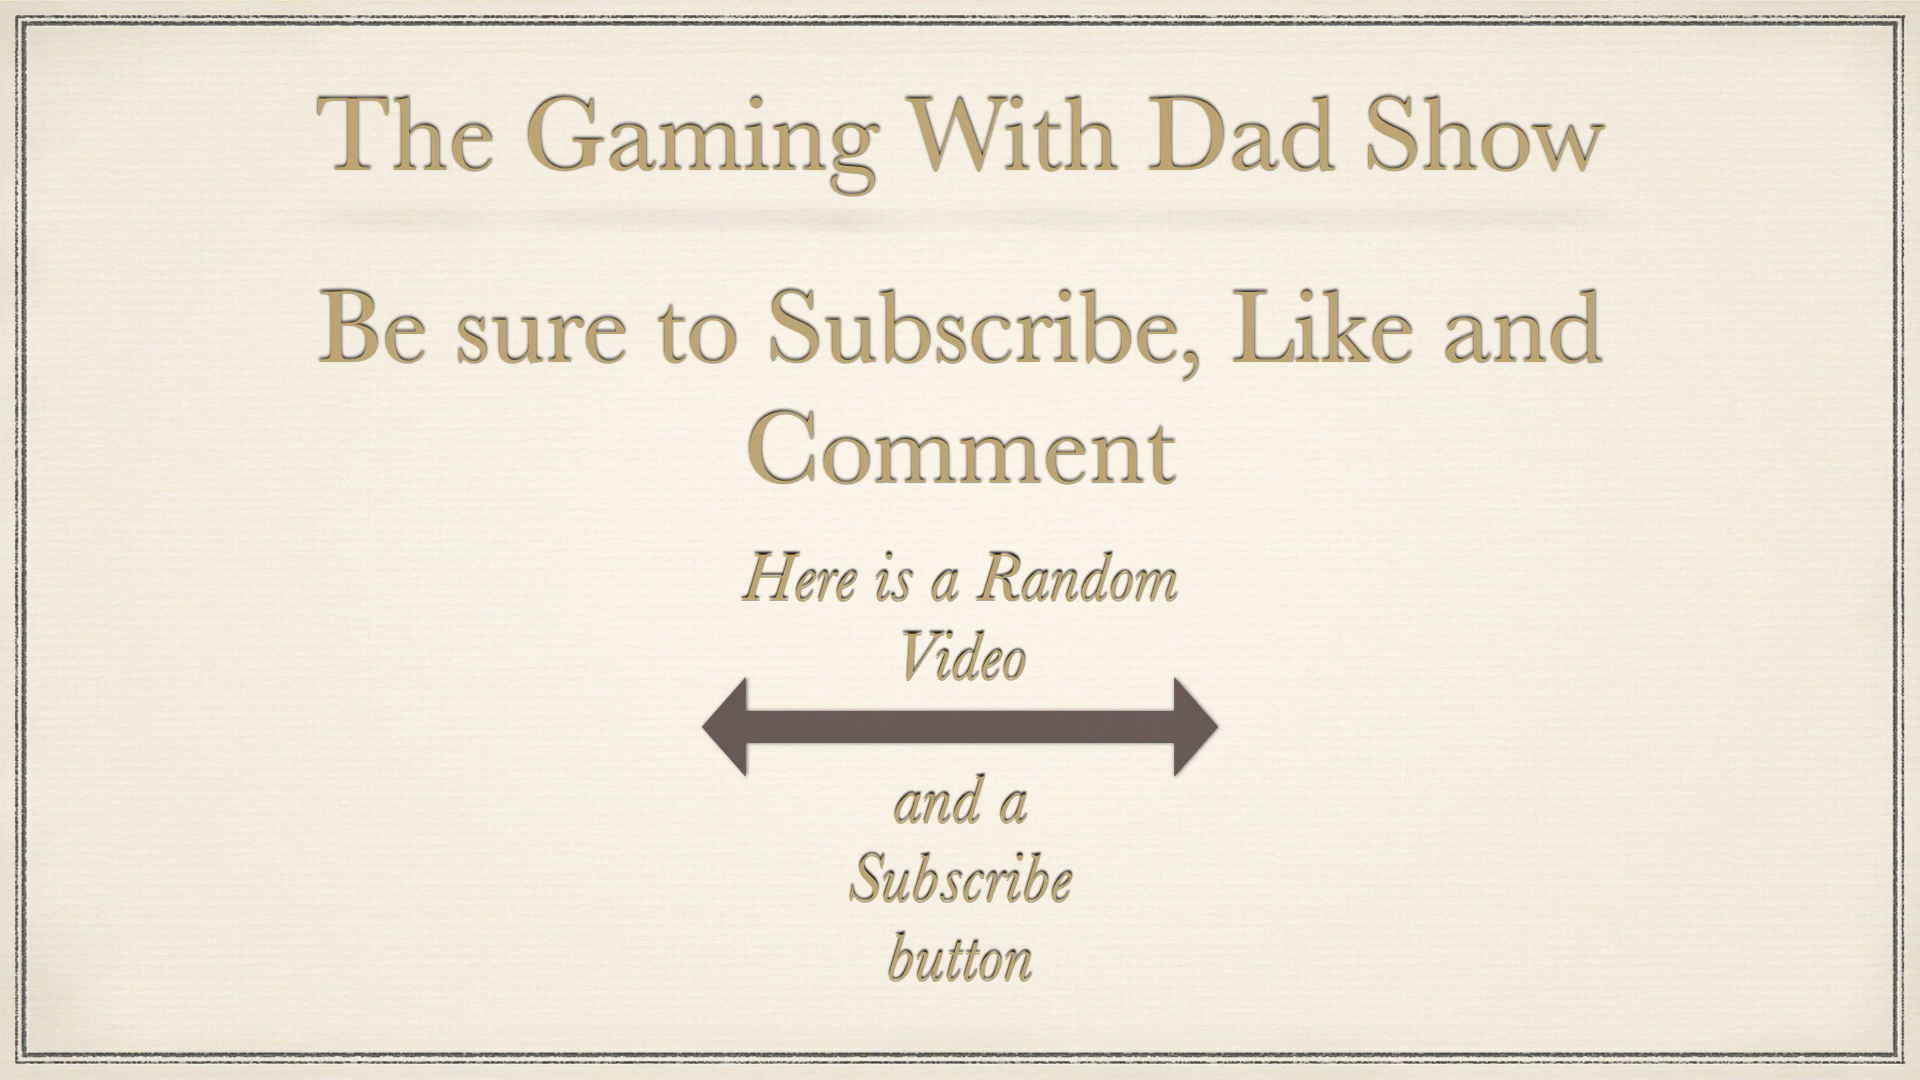 The Gaming With Dad Show
Be sure to Subscribe, Like and
Comment
Here is a Random
Video
and a
Subscribe
button